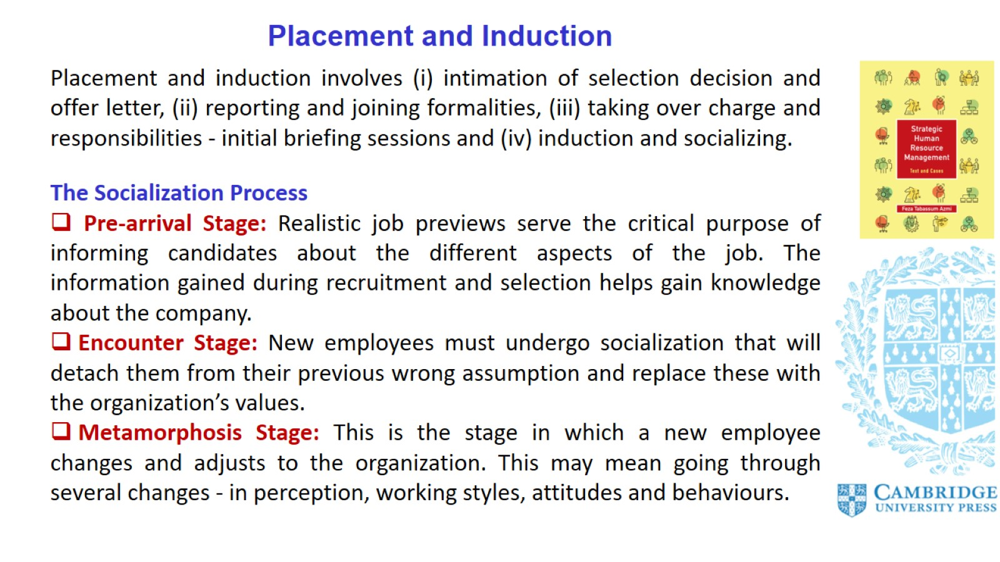 Placement and Induction
Placement and induction involves (i) intimation of selection decision and
offer letter, (ii) reporting and joining formalities, (iii) taking over charge and
responsibilities - initial briefing sessions and (iv) induction and socializing.
The Socialization Process
❑ Pre-arrival Stage: Realistic job previews serve the critical purpose of
informing candidates about the different aspects of the job. The
information gained during recruitment and selection helps gain knowledge
about the company.
❑ Encounter Stage: New employees must undergo socialization that will
detach them from their previous wrong assumption and replace these with
the organization’s values.
❑ Metamorphosis Stage: This is the stage in which a new employee
changes and adjusts to the organization. This may mean going through
several changes - in perception, working styles, attitudes and behaviours.
Strategic
Human
Resource
Management
Text and Cases
Feza Tabassum Azmi
CAMBRIDGE
UNIVERSITY PRESS